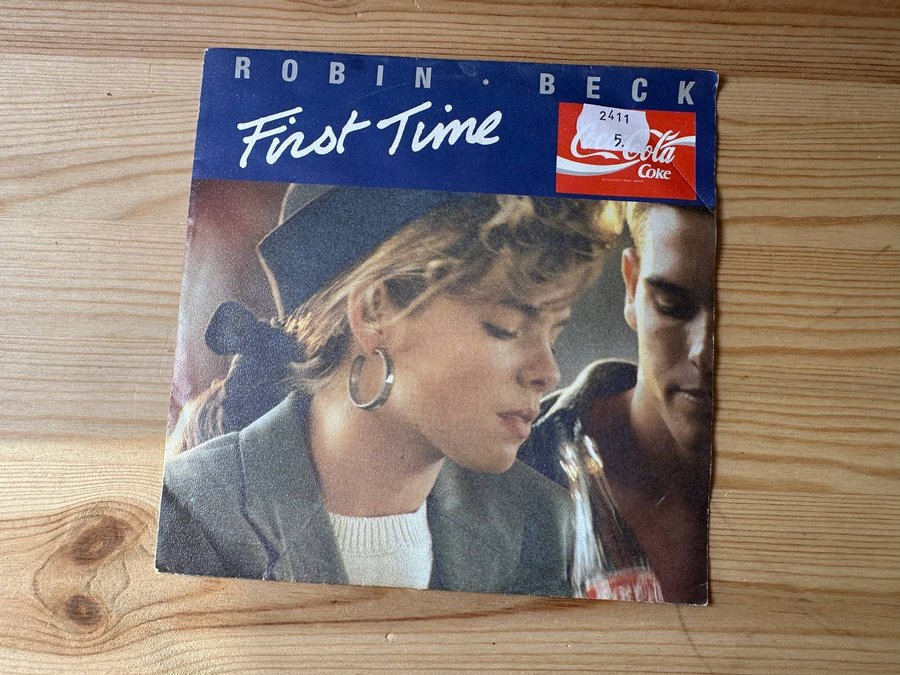 ROBIN · BECK
First Time
2411
5.
Coca-Cola
Coke